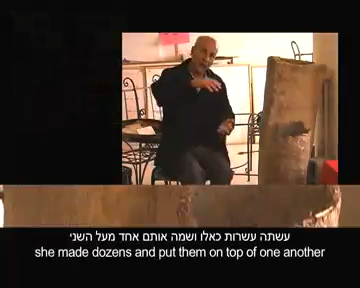 עשתה עשרות כאלו ושמה אותם אחד מעל השני
she made dozens and put them on top of one another